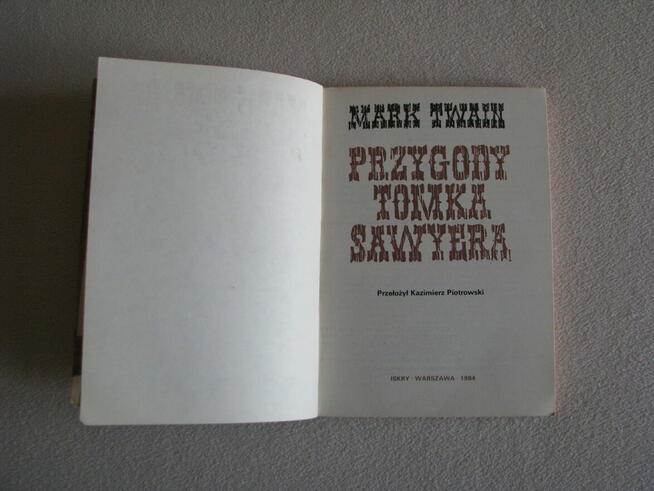 MARK TWAIN
PRZYGODY
TOMKA
SAWYERA
Przełożył Kazimierz Piotrowski
ISKRY · WARSZAWA · 1984